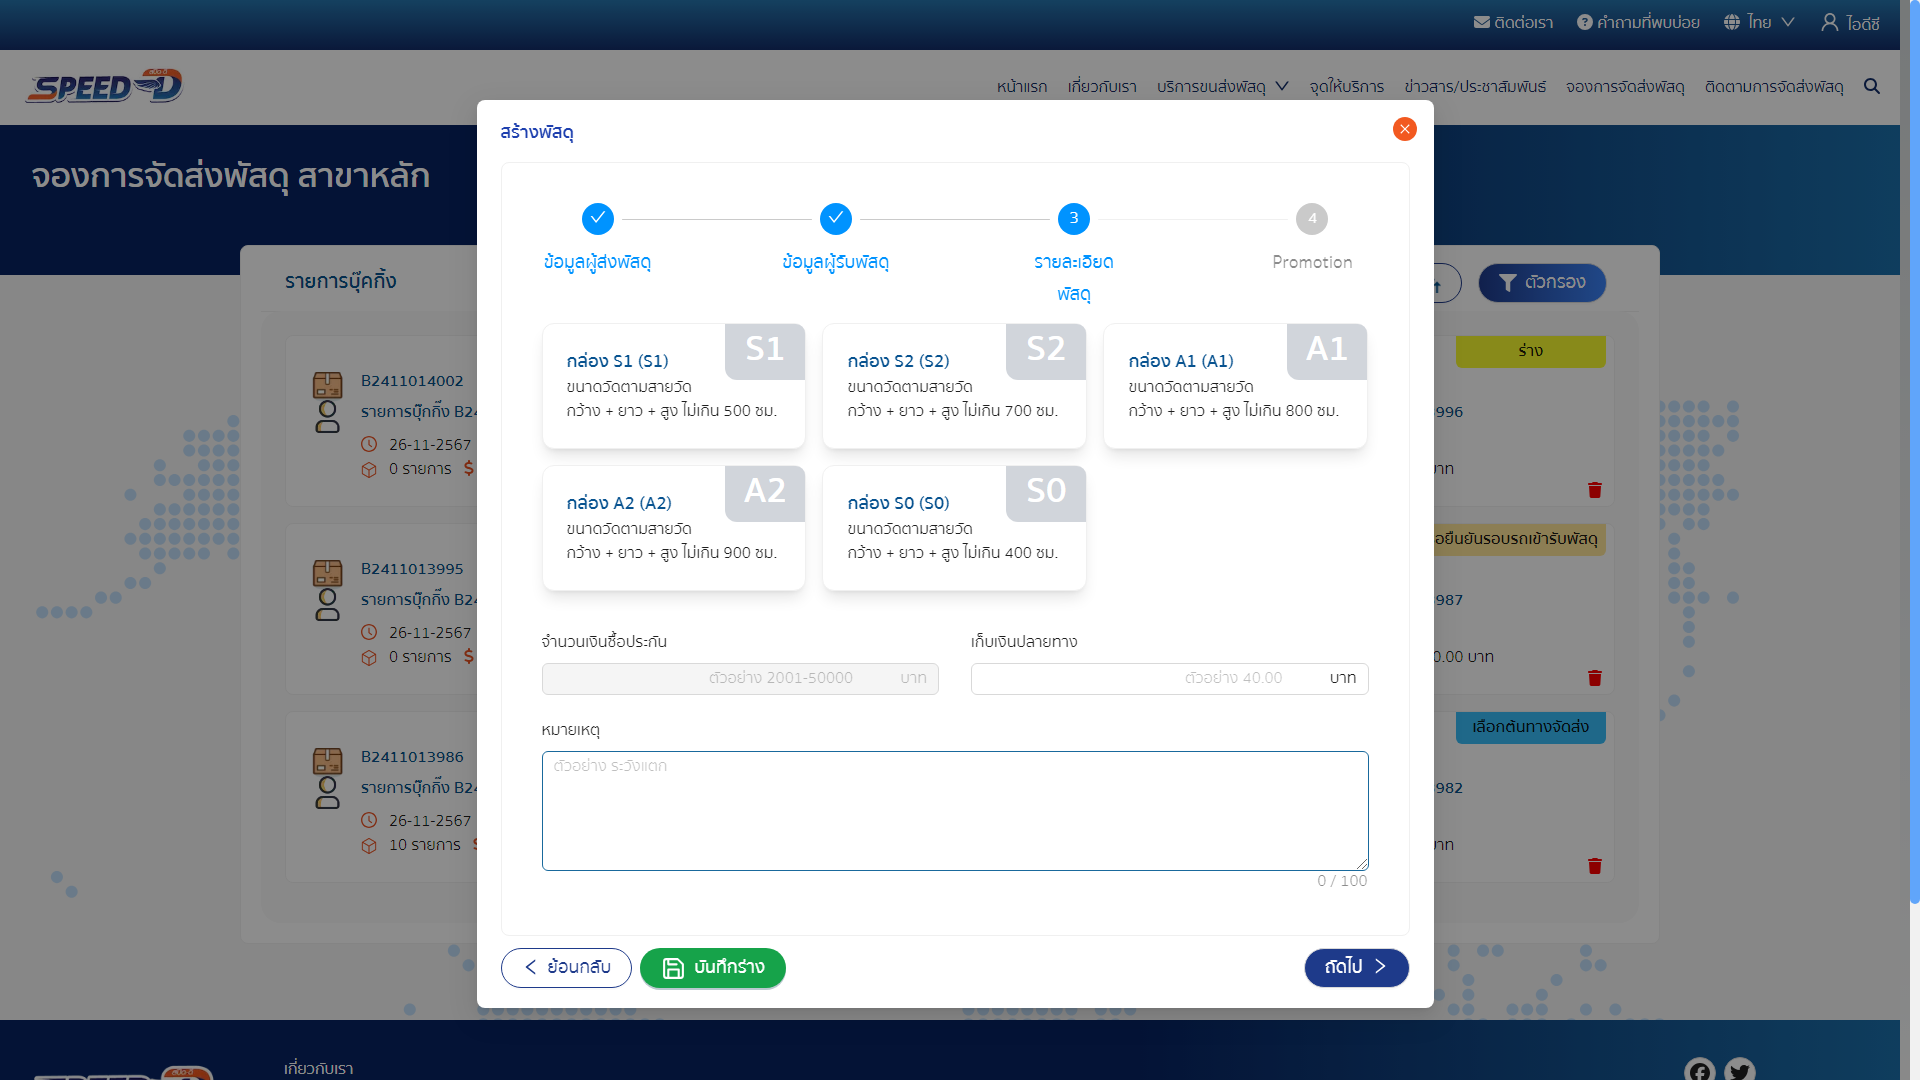 ติดต่อเรา
คำถามที่พบบ่อย
ไทย
ไอดีซี
สปีด-ดี
SPEED-D
หน้าแรก
เกี่ยวกับเรา
บริการขนส่งพัสดุ
จุดให้บริการ
ข่าวสาร/ประชาสัมพันธ์
จองการจัดส่งพัสดุ
ติดตามการจัดส่งพัสดุ
จองการจัดส่งพัสดุ สาขาหลัก
รายการบุ๊คกิ้ง
ตัวกรอง
B2411014002
รายการบุ๊กกิ๊ง B24
26-11-2567
0 รายการ
ร่าง
996
บาท
B2411013995
รายการบุ๊กกิ๊ง B24
26-11-2567
0 รายการ
อยืนยันรอบรถเข้ารับพัสดุ
987
0.00 บาท
B2411013986
รายการบุ๊กกิ๊ง B24
26-11-2567
10 รายการ
เลือกต้นทางจัดส่ง
982
บาท
สร้างพัสดุ
ข้อมูลผู้ส่งพัสดุ
ข้อมูลผู้รับพัสดุ
3
รายละเอียด
พัสดุ
4
Promotion
S1
กล่อง S1 (S1)
ขนาดวัดตามสายวัด
กว้าง + ยาว + สูง ไม่เกิน 500 ซม.
S2
กล่อง S2 (S2)
ขนาดวัดตามสายวัด
กว้าง + ยาว + สูง ไม่เกิน 700 ซม.
A1
กล่อง A1 (A1)
ขนาดวัดตามสายวัด
กว้าง + ยาว + สูง ไม่เกิน 800 ซม.
A2
กล่อง A2 (A2)
ขนาดวัดตามสายวัด
กว้าง + ยาว + สูง ไม่เกิน 900 ซม.
S0
กล่อง S0 (S0)
ขนาดวัดตามสายวัด
กว้าง + ยาว + สูง ไม่เกิน 400 ซม.
จำนวนเงินซื้อประกัน
ตัวอย่าง 2001-50000 บาท
เก็บเงินปลายทาง
ตัวอย่าง 40.00 บาท
หมายเหตุ
ตัวอย่าง ระวังแตก
0 / 100
ย้อนกลับ
บันทึกร่าง
ถัดไป
เกี่ยวกับเรา